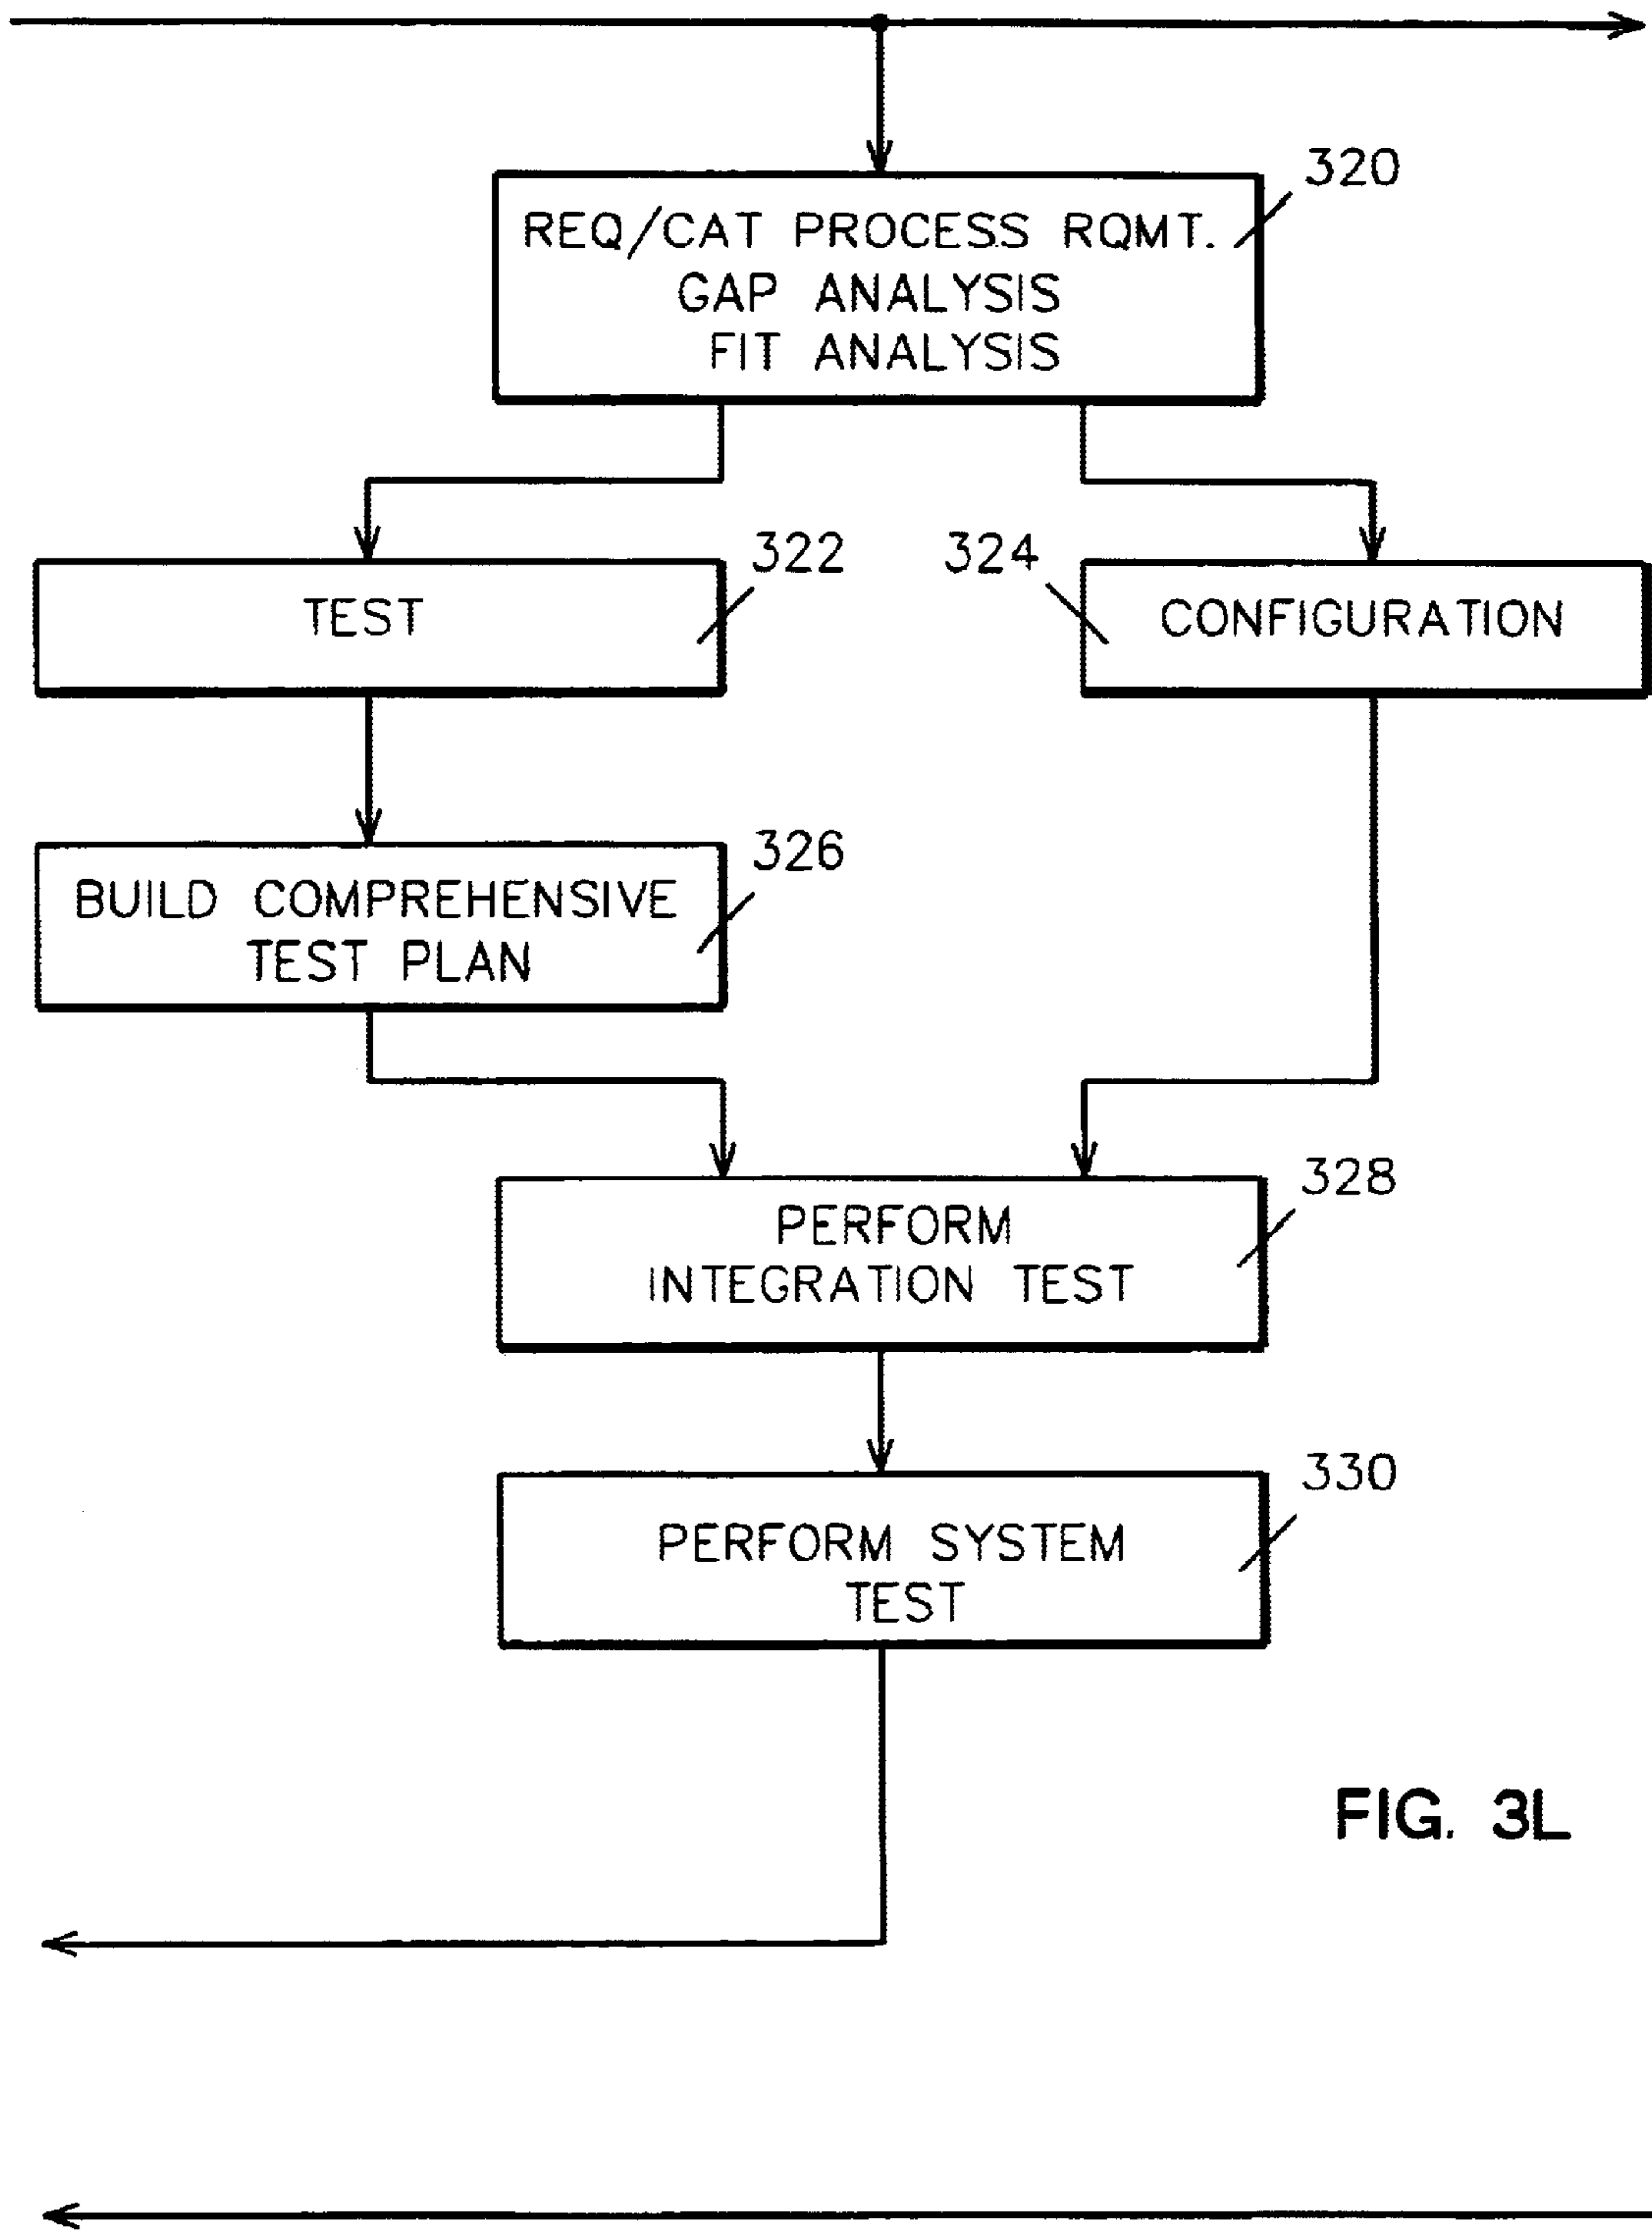 320
REQ/CAT PROCESS RQMT.
GAP ANALYSIS
FIT ANALYSIS
322
324
TEST
CONFIGURATION
326
BUILD COMPREHENSIVE
TEST PLAN
328
PERFORM
INTEGRATION TEST
330
PERFORM SYSTEM
TEST
FIG. 3L